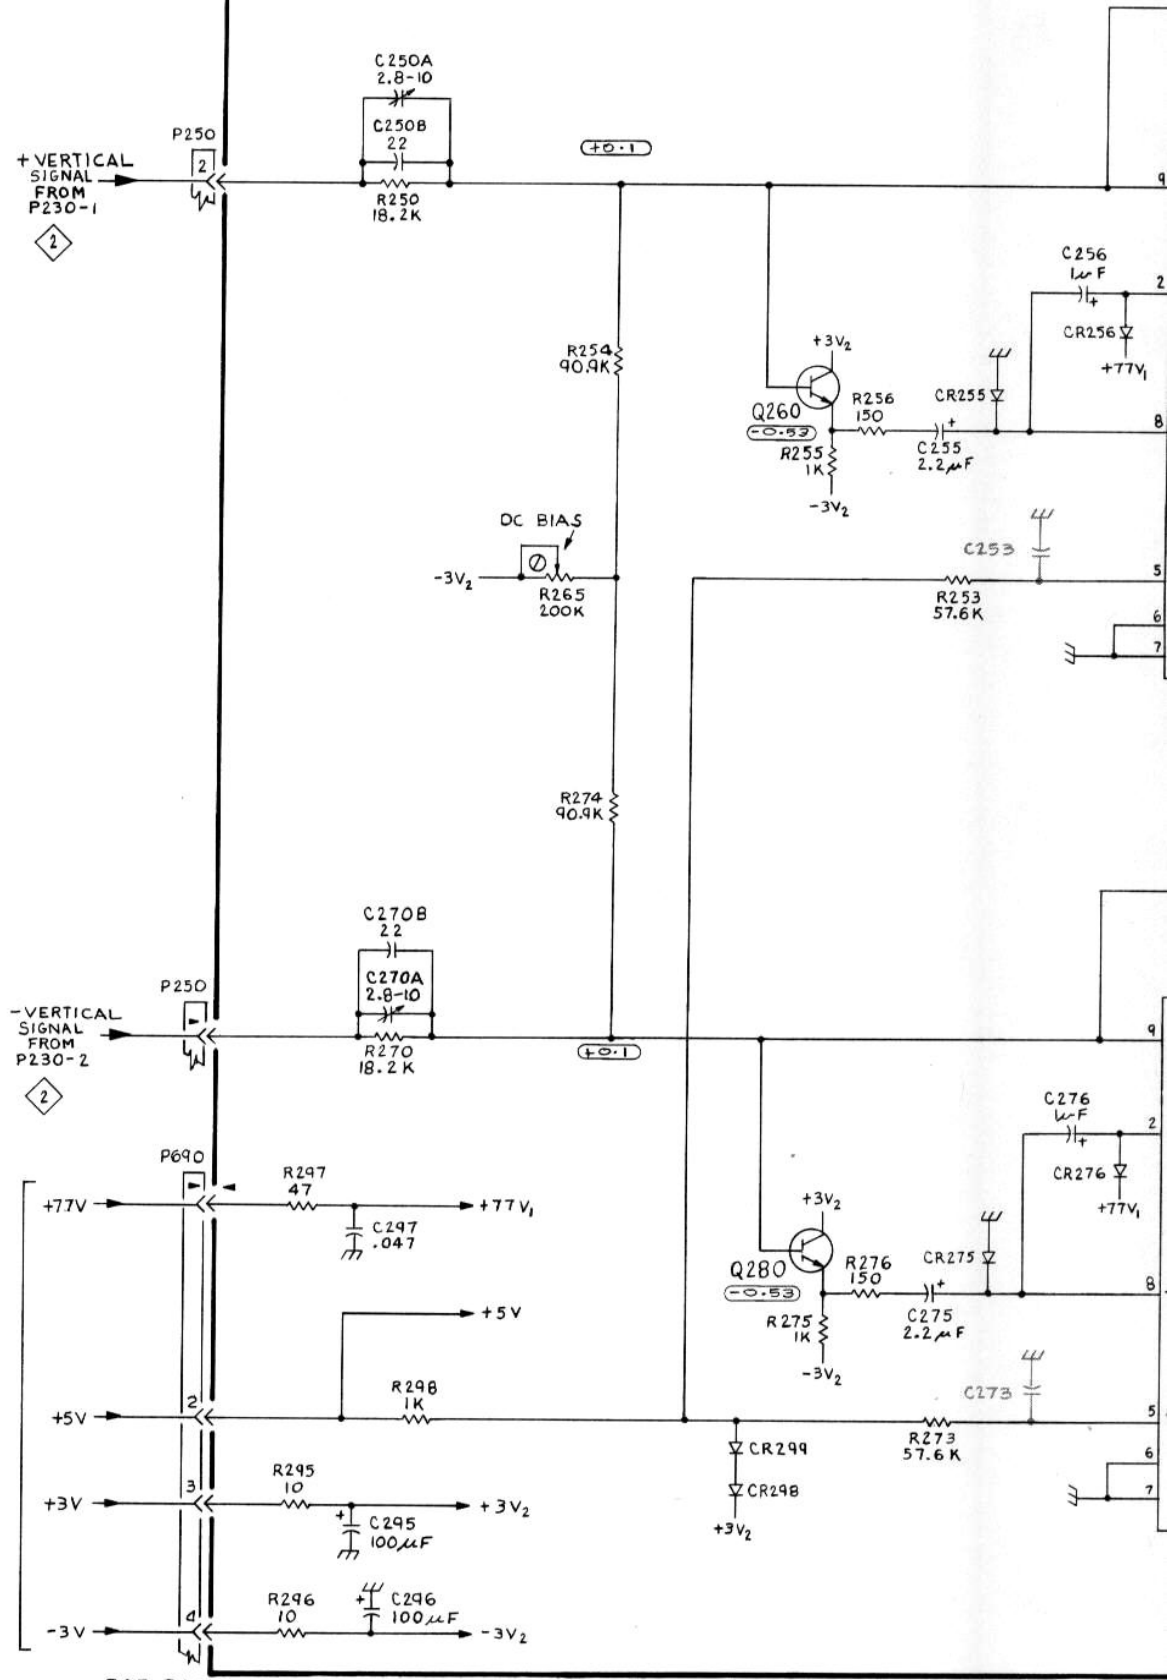 C250A
2.8-10
C250B
22
R250
18.2K
P250
2
+ VERTICAL
SIGNAL
FROM
P230-1
2
+0.1
9
C256
1µF
+
2
CR256
+77V1
R254
90.9K
+3V2
Q260
-0.53
R256
150
CR255
R255
1K
C255
2.2µF
+
8
-3V2
DC BIAS
-3V2
R265
200K
C253
R253
57.6K
5
6
7
R274
90.9K
C270B
22
C270A
2.8-10
R270
18.2K
P250
-VERTICAL
SIGNAL
FROM
P230-2
2
+0.1
9
C276
1µF
+
2
CR276
+77V1
P690
R297
47
+77V
+77V1
C297
.047
+3V2
Q280
-0.53
R276
150
CR275
R275
1K
C275
2.2µF
+
8
-3V2
+5V
R298
1K
+5V
2
C273
R273
57.6K
5
6
7
CR299
CR298
+3V2
R295
10
+3V
3
+3V2
+
C295
100µF
R296
10
+
C296
100µF
-3V
4
-3V2